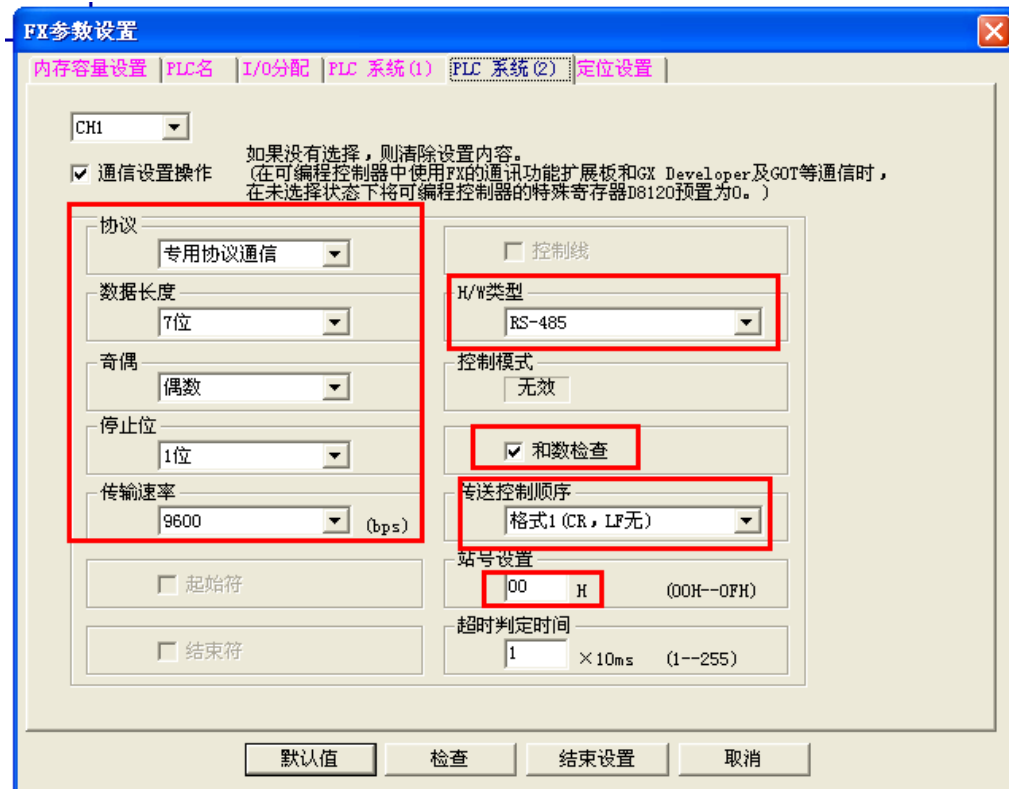 FX参数设置
内存容量设置 PLC名 I/O分配 PLC 系统(1) PLC 系统(2) 定位设置
CH1
通信设置操作
如果没有选择，则清除设置内容。
(在可编程控制器中使用FX的通讯功能扩展板和GX Developer及GOT等通信时，
在未选择状态下将可编程控制器的特殊寄存器D8120预置为0。)
协议
专用协议通信
控制线
数据长度
7位
H/W类型
RS-485
奇偶
偶数
控制模式
无效
停止位
1位
和数检查
传输速率
9600 (bps)
传送控制顺序
格式1(CR，LF无)
起始符
站号设置
00 H (00H--0FH)
结束符
超时判定时间
1 ×10ms (1--255)
默认值 检查 结束设置 取消